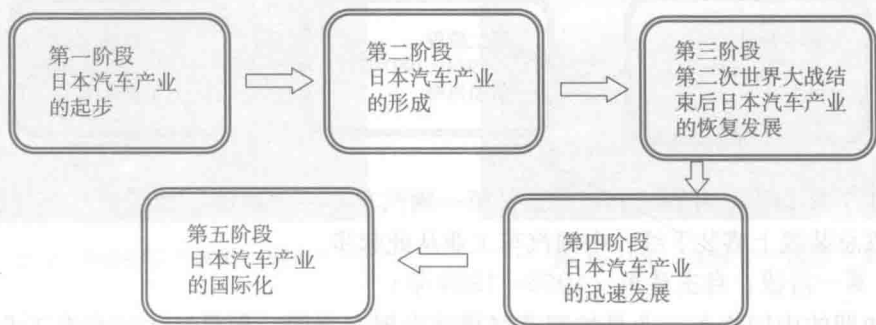 第一阶段
日本汽车产业
的起步
第二阶段
日本汽车产业
的形成
第三阶段
第二次世界大战结
束后日本汽车产业
的恢复发展
第四阶段
日本汽车产业
的迅速发展
第五阶段
日本汽车产业
的国际化